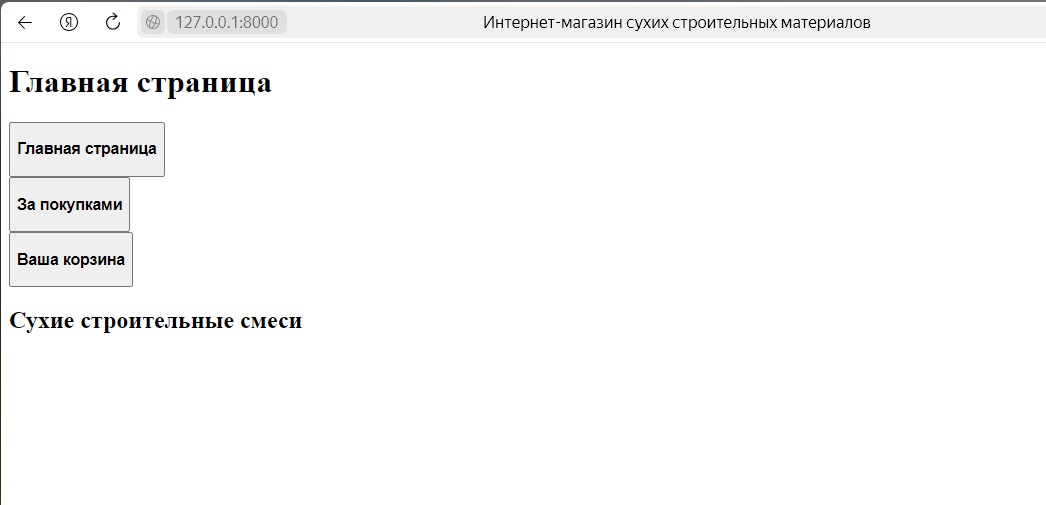 127.0.0.1:8000 Интернет-магазин сухих строительных материалов
Главная страница
Главная страница
За покупками
Ваша корзина
Сухие строительные смеси